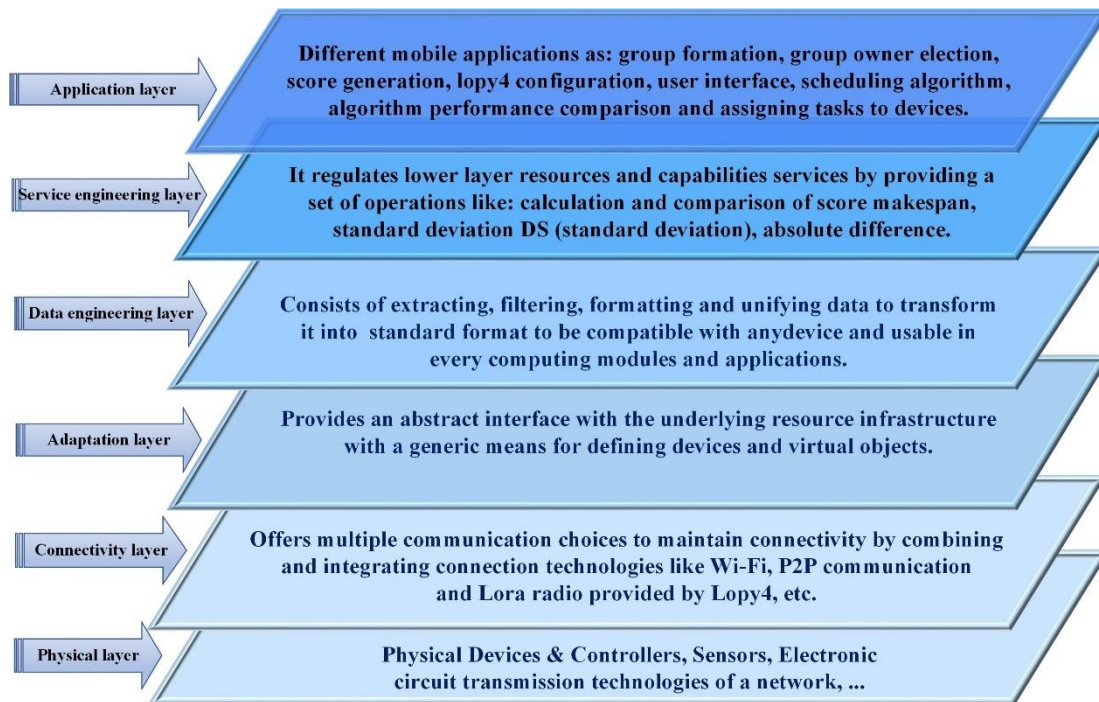 Application layer
Different mobile applications as: group formation, group owner election,
score generation, lopy4 configuration, user interface, scheduling algorithm,
algorithm performance comparison and assigning tasks to devices.
Service engineering layer
It regulates lower layer resources and capabilities services by providing a
set of operations like: calculation and comparison of score makespan,
standard deviation DS (standard deviation), absolute difference.
Data engineering layer
Consists of extracting, filtering, formatting and unifying data to transform
it into standard format to be compatible with anydevice and usable in
every computing modules and applications.
Adaptation layer
Provides an abstract interface with the underlying resource infrastructure
with a generic means for defining devices and virtual objects.
Connectivity layer
Offers multiple communication choices to maintain connectivity by combining
and integrating connection technologies like Wi-Fi, P2P communication
and Lora radio provided by Lopy4, etc.
Physical layer
Physical Devices & Controllers, Sensors, Electronic
circuit transmission technologies of a network, ...